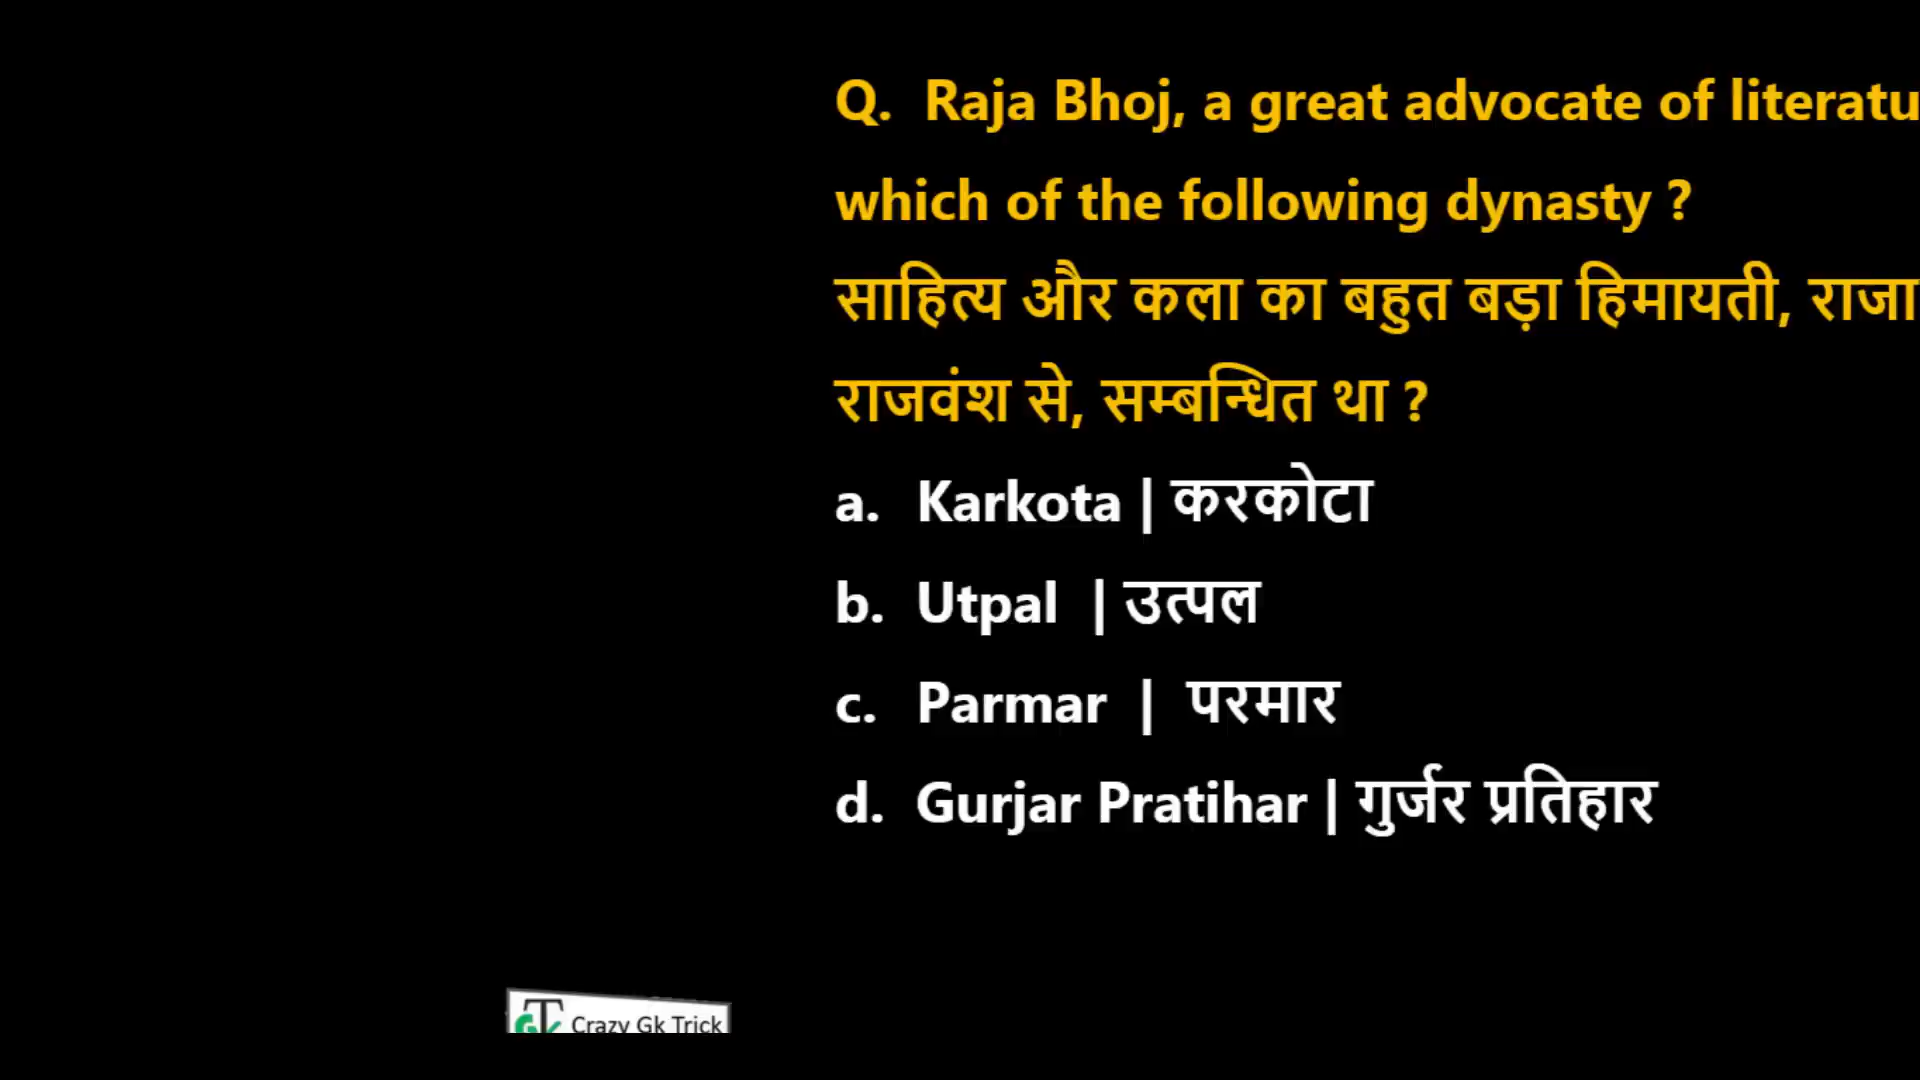 Q. Raja Bhoj, a great advocate of literatu
which of the following dynasty ?
साहित्य और कला का बहुत बड़ा हिमायती, राजा
राजवंश से, सम्बन्धित था ?
a. Karkota | करकोटा
b. Utpal | उत्पल
c. Parmar | परमार
d. Gurjar Pratihar | गुर्जर प्रतिहार
Crazy Gk Trick